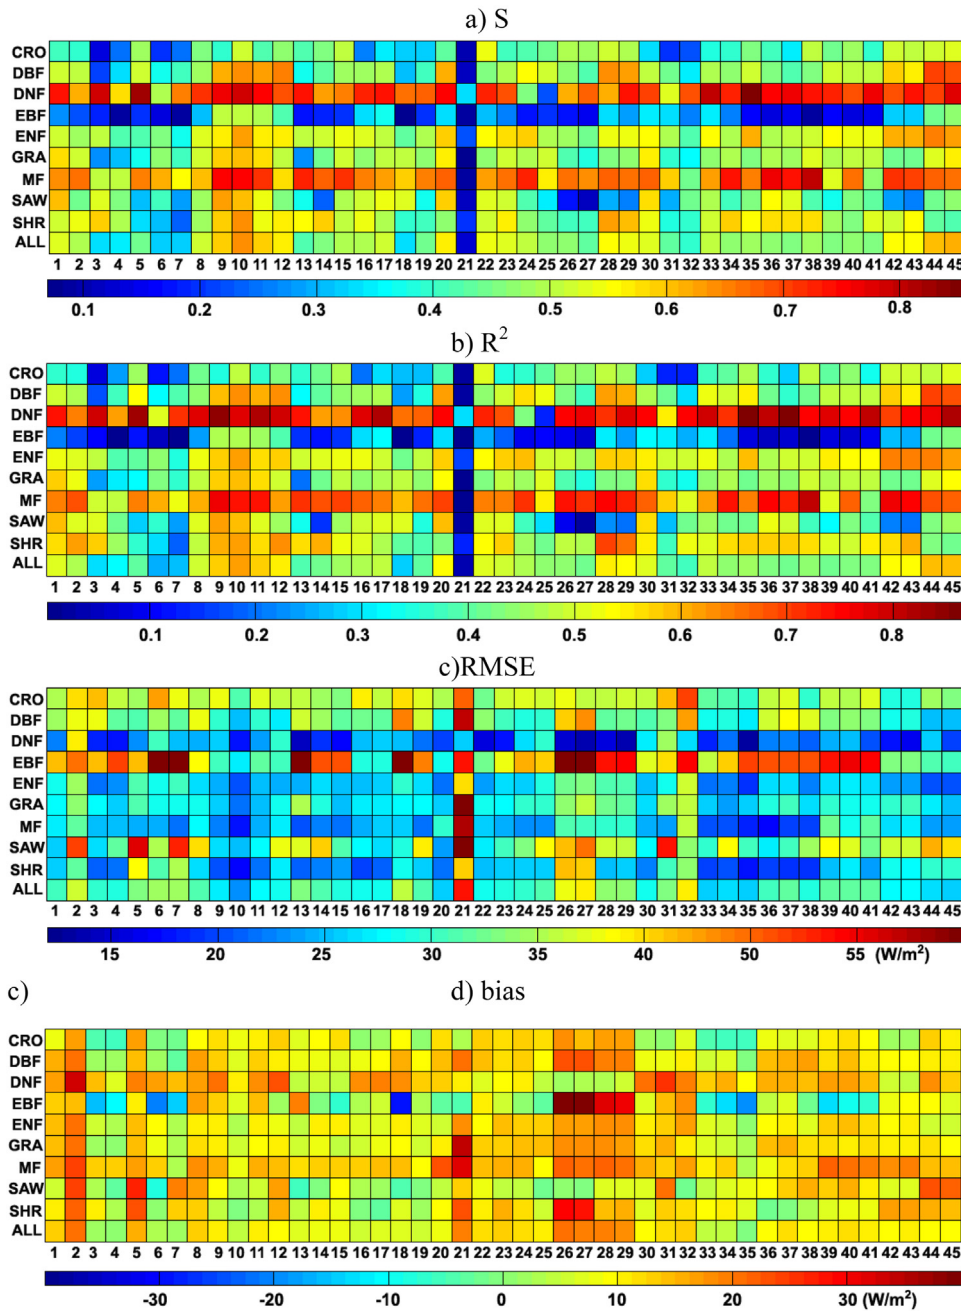 a) S
CRO
DBF
DNF
EBF
ENF
GRA
MF
SAW
SHR
ALL
1 2 3 4 5 6 7 8 9 10 11 12 13 14 15 16 17 18 19 20 21 22 23 24 25 26 27 28 29 30 31 32 33 34 35 36 37 38 39 40 41 42 43 44 45
0.1 0.2 0.3 0.4 0.5 0.6 0.7 0.8
b) R²
CRO
DBF
DNF
EBF
ENF
GRA
MF
SAW
SHR
ALL
1 2 3 4 5 6 7 8 9 10 11 12 13 14 15 16 17 18 19 20 21 22 23 24 25 26 27 28 29 30 31 32 33 34 35 36 37 38 39 40 41 42 43 44 45
0.1 0.2 0.3 0.4 0.5 0.6 0.7 0.8
c)RMSE
CRO
DBF
DNF
EBF
ENF
GRA
MF
SAW
SHR
ALL
1 2 3 4 5 6 7 8 9 10 11 12 13 14 15 16 17 18 19 20 21 22 23 24 25 26 27 28 29 30 31 32 33 34 35 36 37 38 39 40 41 42 43 44 45
15 20 25 30 35 40 45 50 55 (W/m²)
c) d) bias
CRO
DBF
DNF
EBF
ENF
GRA
MF
SAW
SHR
ALL
1 2 3 4 5 6 7 8 9 10 11 12 13 14 15 16 17 18 19 20 21 22 23 24 25 26 27 28 29 30 31 32 33 34 35 36 37 38 39 40 41 42 43 44 45
-30 -20 -10 0 10 20 30 (W/m²)